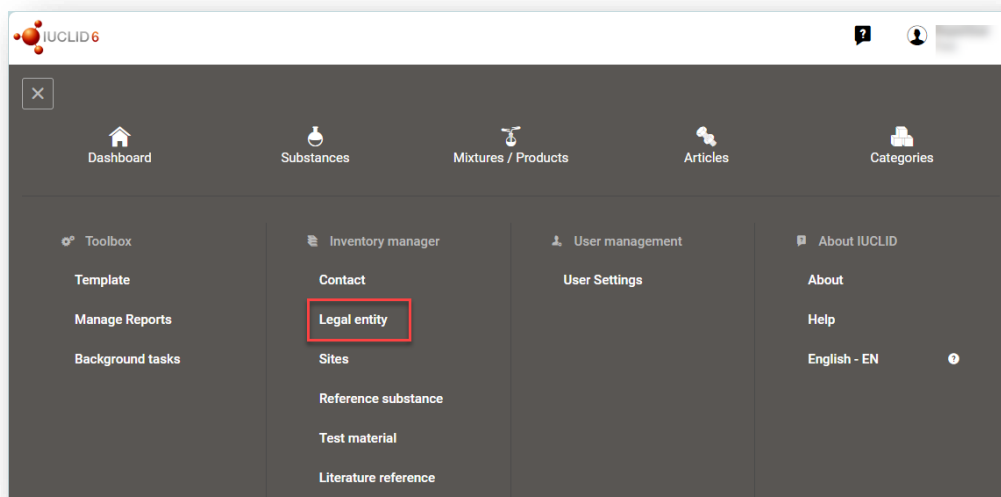 IUCLID 6
Dashboard
Substances
Mixtures / Products
Articles
Categories
Toolbox
Template
Manage Reports
Background tasks
Inventory manager
Contact
Legal entity
Sites
Reference substance
Test material
Literature reference
User management
User Settings
About IUCLID
About
Help
English - EN